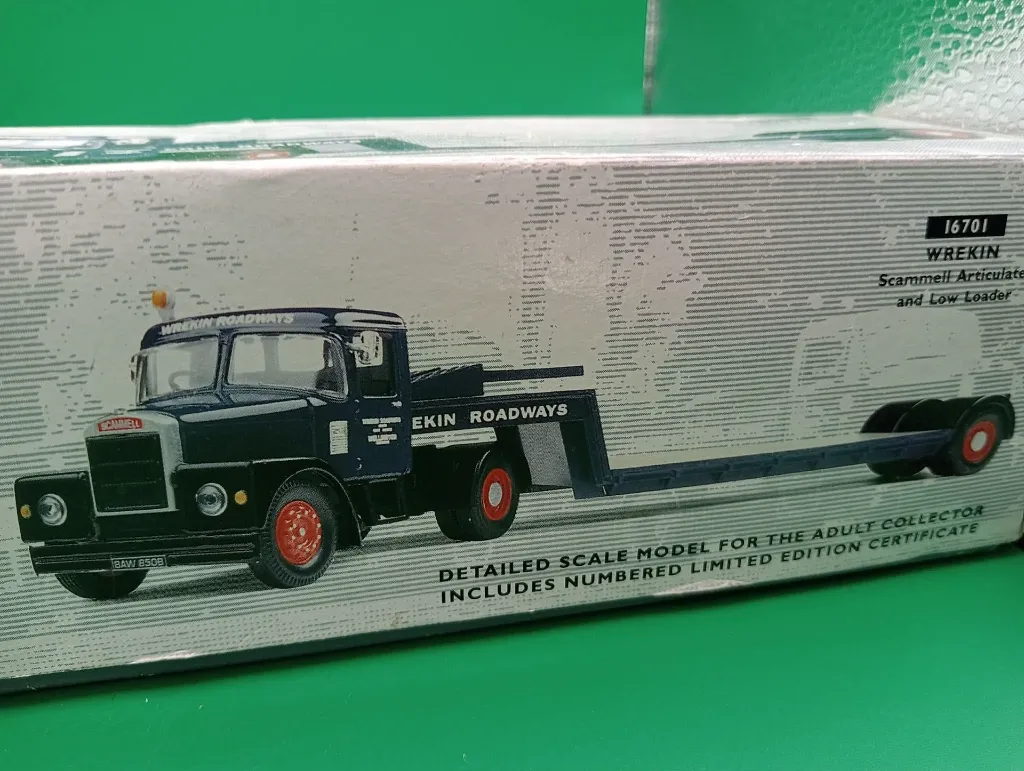 16701
WREKIN
Scammell Articulate
and Low Loader
WREKIN ROADWAYS
SCAMMELL
EKIN ROADWAYS
BAW 850B
DETAILED SCALE MODEL FOR THE ADULT COLLECTOR
INCLUDES NUMBERED LIMITED EDITION CERTIFICATE